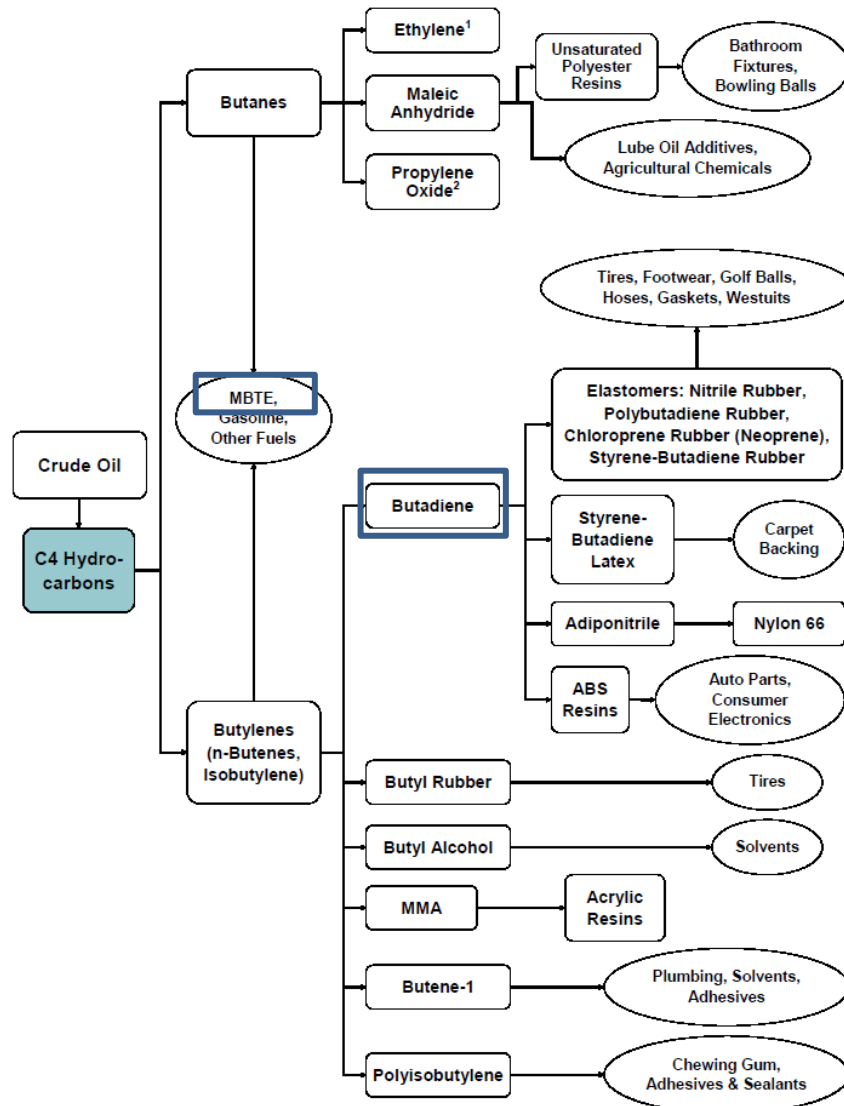 Ethylene1
Butanes
Maleic
Anhydride
Propylene
Oxide2
Unsaturated
Polyester
Resins
Bathroom
Fixtures,
Bowling Balls
Lube Oil Additives,
Agricultural Chemicals
Tires, Footwear, Golf Balls,
Hoses, Gaskets, Westuits
MBTE,
Gasoline,
Other Fuels
Elastomers: Nitrile Rubber,
Polybutadiene Rubber,
Chloroprene Rubber (Neoprene),
Styrene-Butadiene Rubber
Crude Oil
C4 Hydro-
carbons
Butadiene
Styrene-
Butadiene
Latex
Carpet
Backing
Adiponitrile
Nylon 66
ABS
Resins
Auto Parts,
Consumer
Electronics
Butylenes
(n-Butenes,
Isobutylene)
Butyl Rubber
Tires
Butyl Alcohol
Solvents
MMA
Acrylic
Resins
Butene-1
Plumbing, Solvents,
Adhesives
Polyisobutylene
Chewing Gum,
Adhesives & Sealants